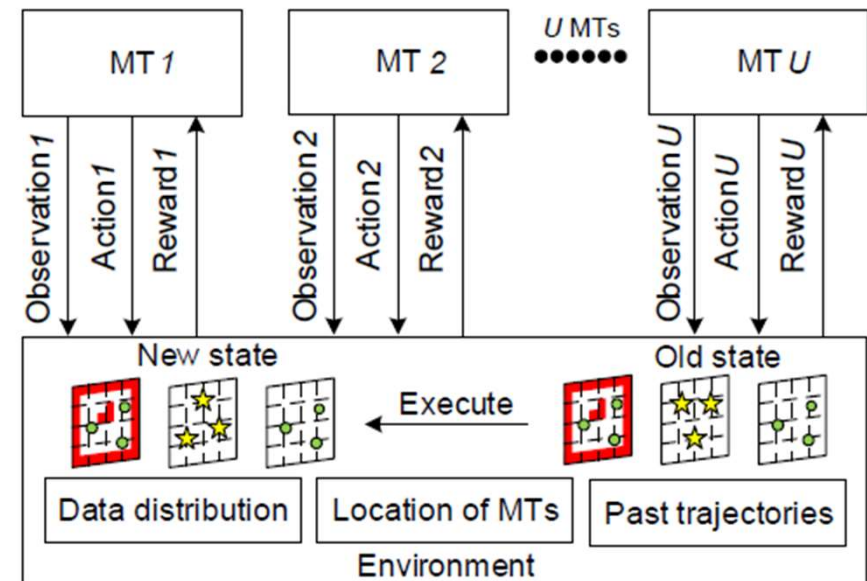 U MTs
MT 1
MT 2
MT U
Observation1
Action1
Reward1
Observation2
Action2
Reward2
ObservationU
ActionU
RewardU
New state
Old state
Execute
Data distribution
Location of MTs
Past trajectories
Environment